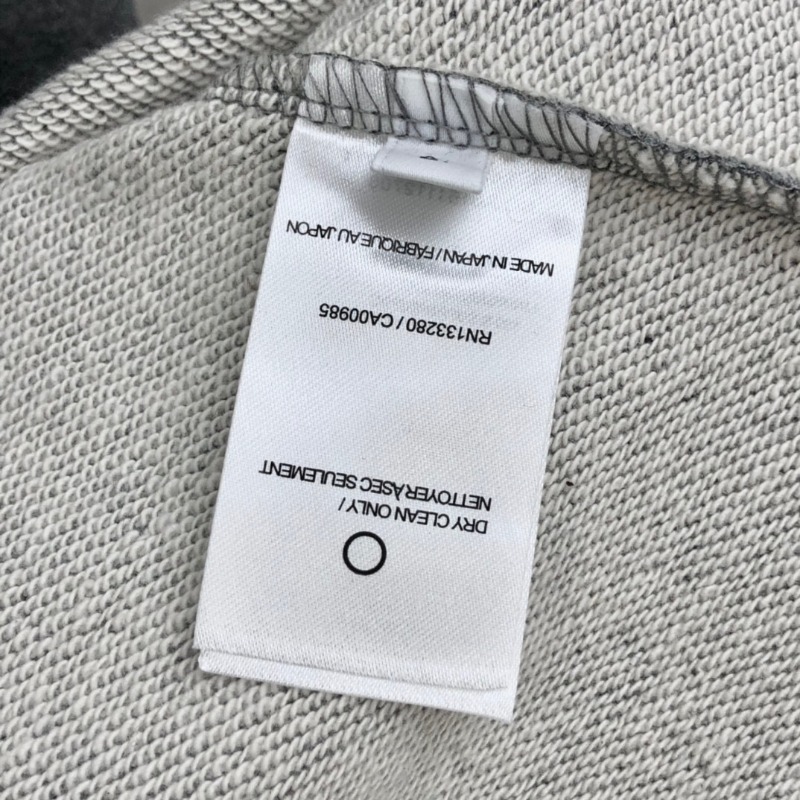 DRY CLEAN ONLY /
NETTOYER À SEC SEULEMENT
RN133280 / CA00985
MADE IN JAPAN / FABRIQUE AU JAPON